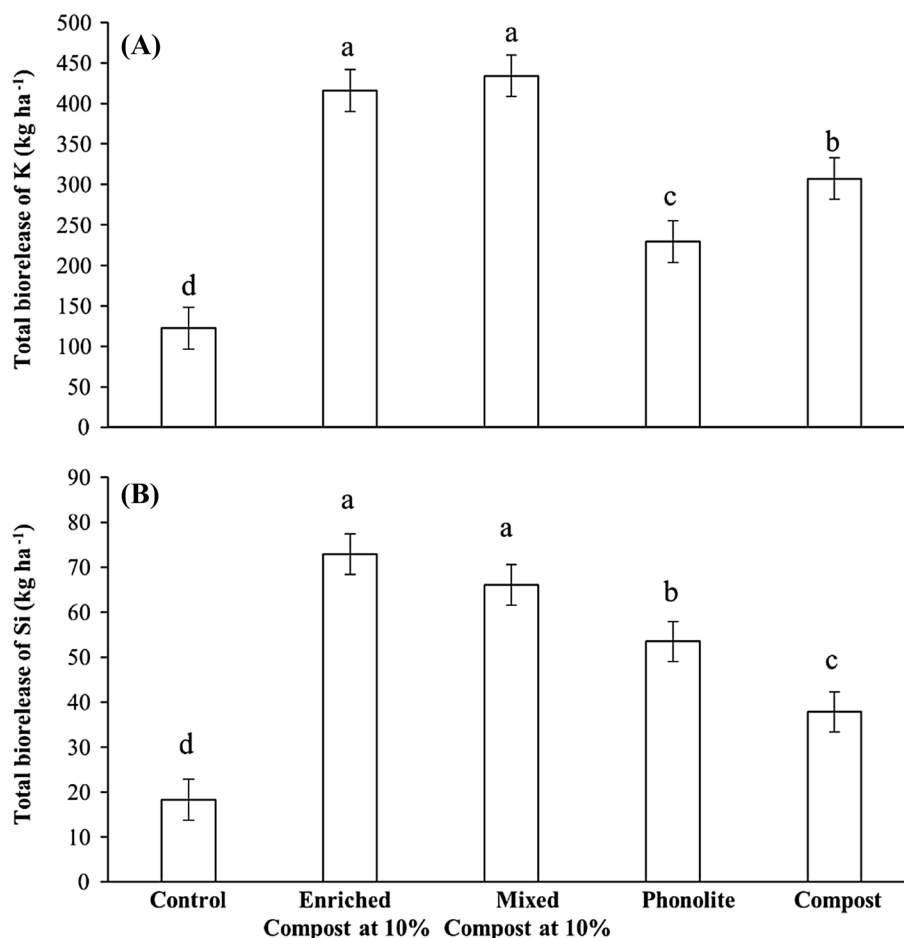 (A)
Total biorelease of K (kg ha⁻¹)
500
450
400
350
300
250
200
150
100
50
0
d
a
a
c
b
(B)
Total biorelease of Si (kg ha⁻¹)
90
80
70
60
50
40
30
20
10
0
d
a
a
b
c
Control Enriched Mixed Phonolite Compost
Compost at 10% Compost at 10%